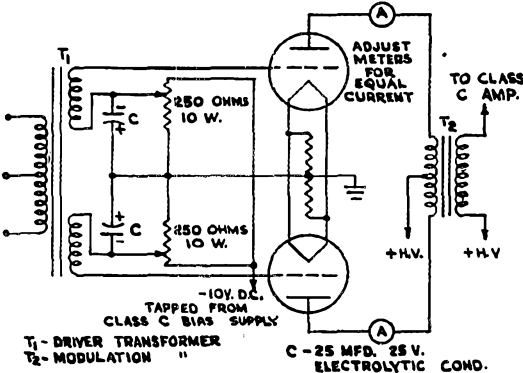 A
T1
ADJUST
METERS
FOR
EQUAL
CURRENT
TO CLASS
C AMP.
T2
-
+
C
250 OHMS
10 W.
+
-
C
250 OHMS
10 W.
+H.V.
+H.V
-10V. D.C.
TAPPED FROM
CLASS C BIAS SUPPLY
A
T1- DRIVER TRANSFORMER
T2- MODULATION "
C - 25 MFD. 25 V.
ELECTROLYTIC COND.